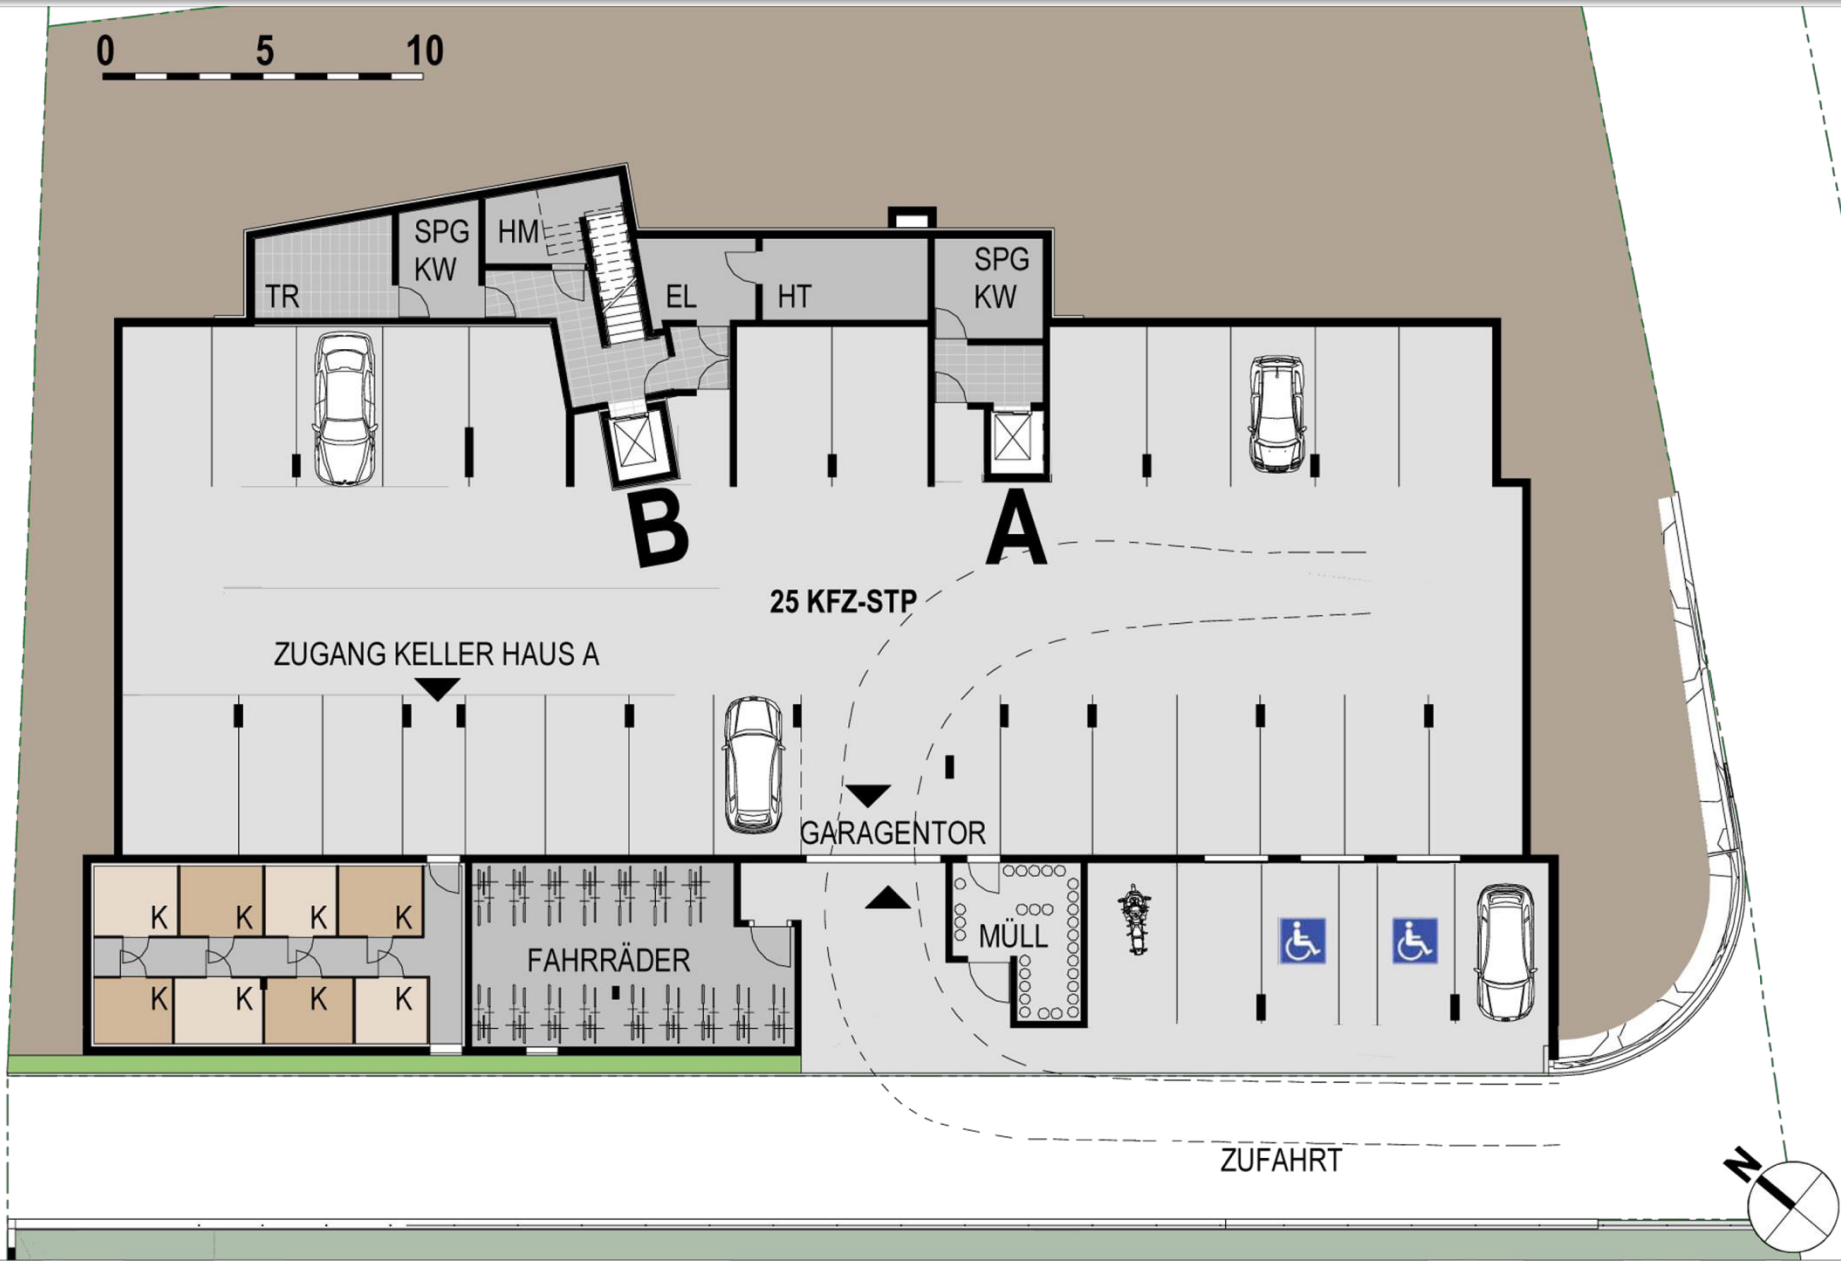 0 5 10
SPG
KW
HM
TR
EL
HT
SPG
KW
B
A
25 KFZ-STP
ZUGANG KELLER HAUS A
GARAGENTOR
K K K K
FAHRRÄDER
MÜLL
K K K K
ZUFAHRT
N